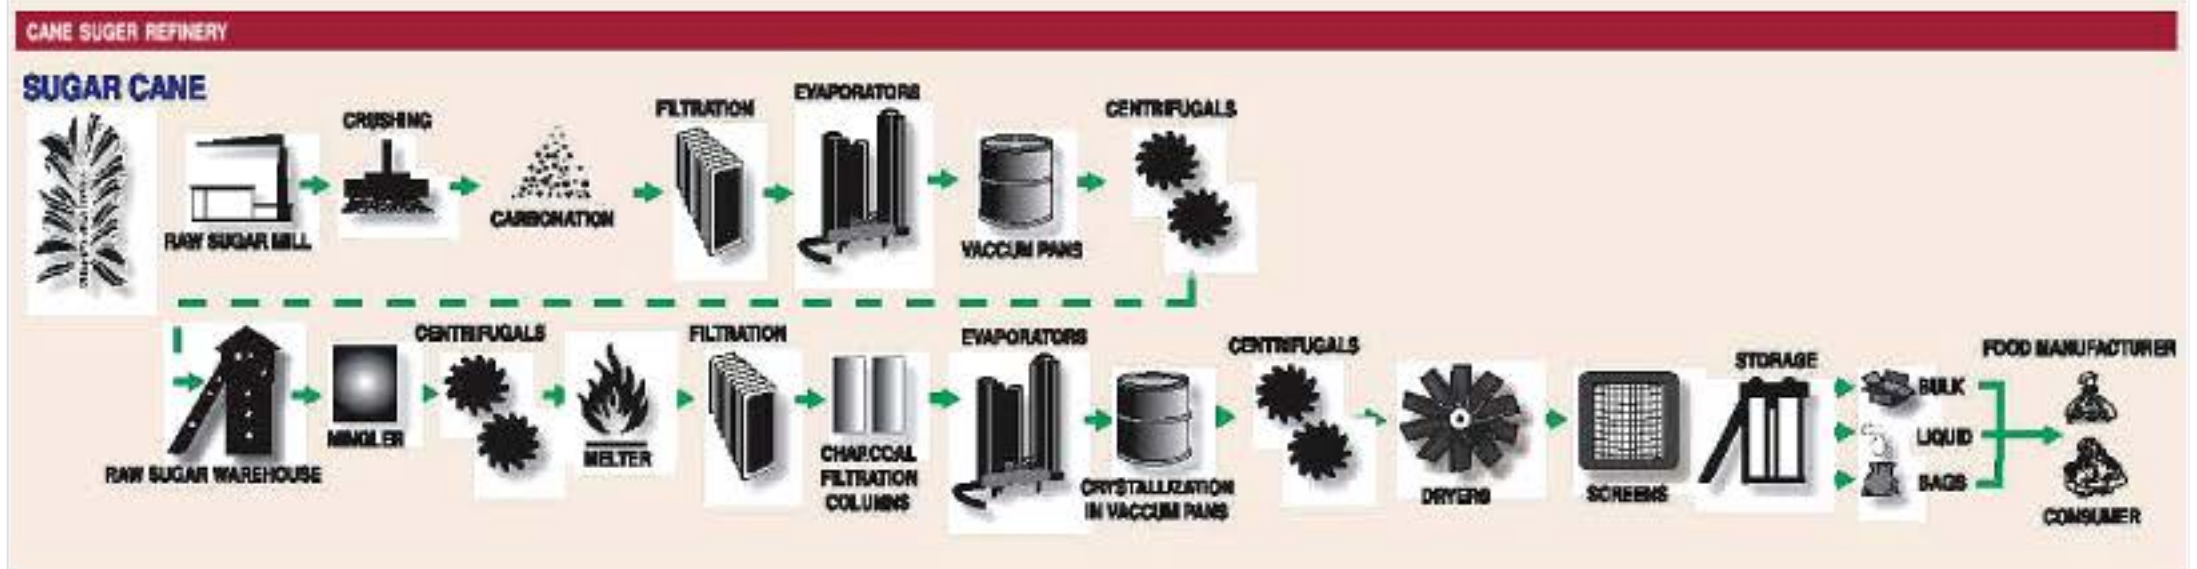 CANE SUGER REFINERY
SUGAR CANE
RAW SUGAR MILL
CRUSHING
CARBONATION
FILTRATION
EVAPORATORS
VACCUM PANS
CENTRIFUGALS
RAW SUGAR WAREHOUSE
MINGLER
CENTRIFUGALS
MELTER
FILTRATION
CHARCOAL
FILTRATION
COLUMNS
EVAPORATORS
CRYSTALLIZATION
IN VACCUM PANS
CENTRIFUGALS
DRYERS
SCREENS
STORAGE
BULK
LIQUID
BAGS
FOOD MANUFACTURER
CONSUMER